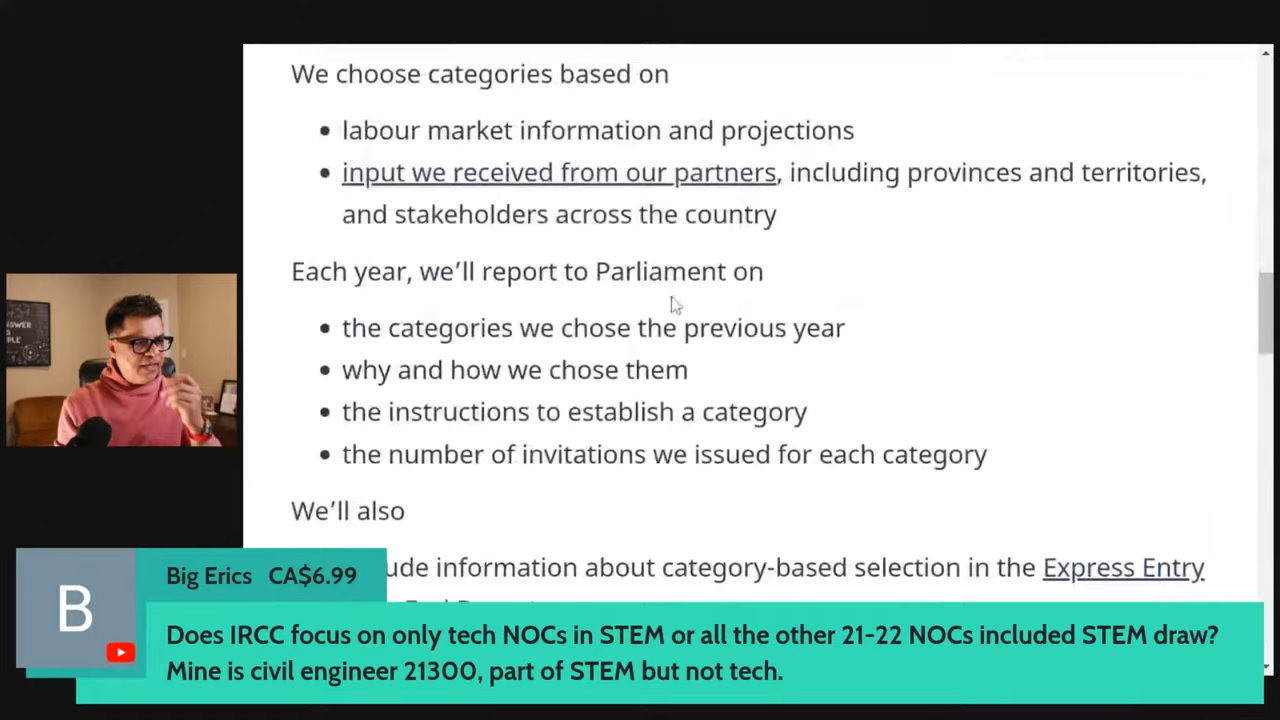 We choose categories based on
• labour market information and projections
• input we received from our partners, including provinces and territories,
and stakeholders across the country
Each year, we'll report to Parliament on
• the categories we chose the previous year
• why and how we chose them
• the instructions to establish a category
• the number of invitations we issued for each category
We'll also
ude information about category-based selection in the Express Entry
Big Erics CA$6.99
B
Does IRCC focus on only tech NOCs in STEM or all the other 21-22 NOCs included STEM draw?
Mine is civil engineer 21300, part of STEM but not tech.